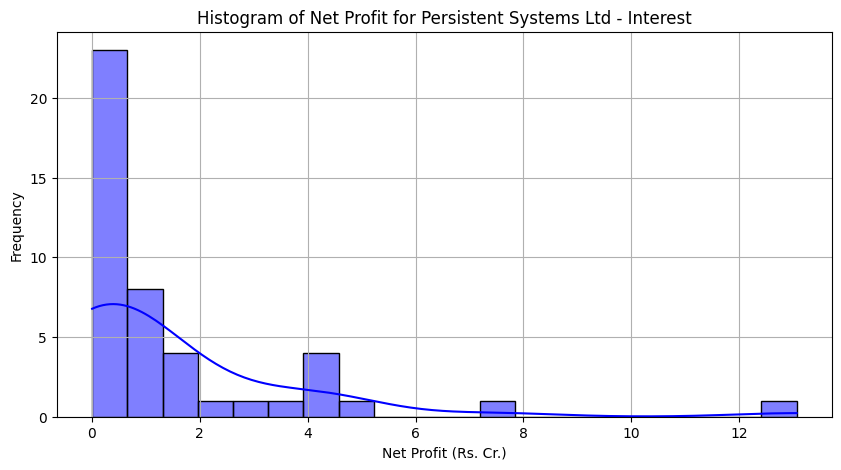 Histogram of Net Profit for Persistent Systems Ltd - Interest
Frequency
20
15
10
5
0
0 2 4 6 8 10 12
Net Profit (Rs. Cr.)